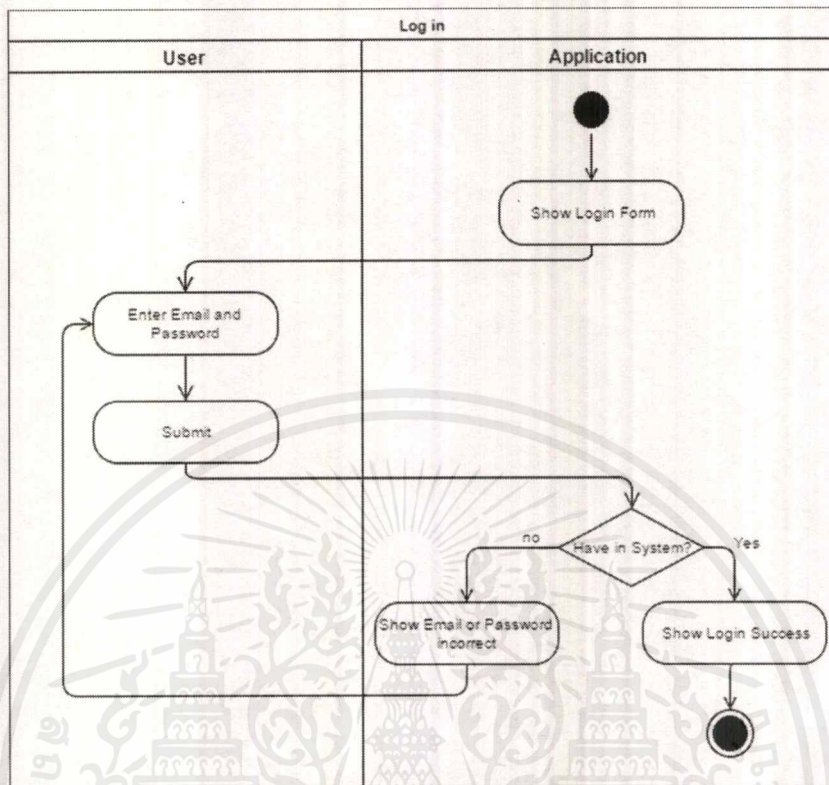 Log in
User
Application
Show Login Form
Enter Email and
Password
Submit
Have in System?
no
Yes
Show Email or Password
incorrect
Show Login Success